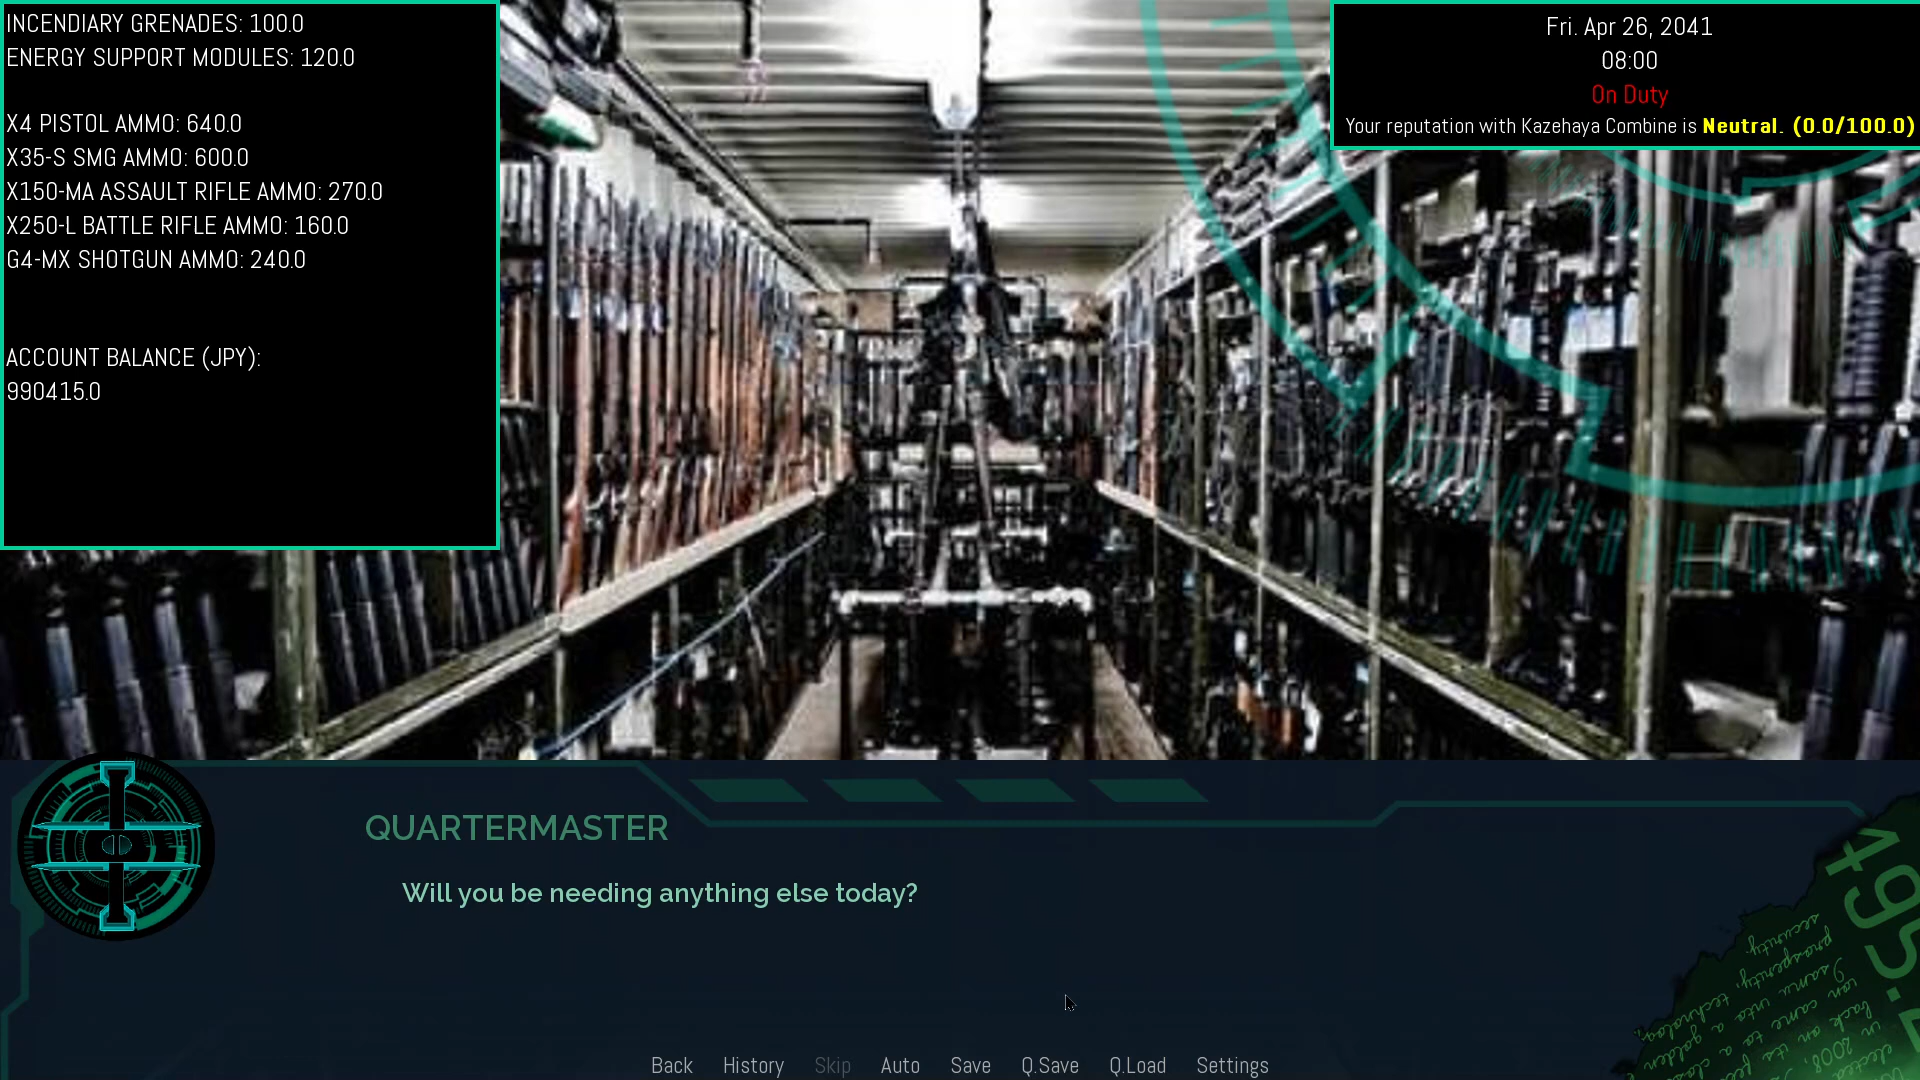 INCENDIARY GRENADES: 100.0
ENERGY SUPPORT MODULES: 120.0
X4 PISTOL AMMO: 640.0
X35-S SMG AMMO: 600.0
X150-MA ASSAULT RIFLE AMMO: 270.0
X250-L BATTLE RIFLE AMMO: 160.0
G4-MX SHOTGUN AMMO: 240.0
ACCOUNT BALANCE (JPY):
990415.0
Fri. Apr 26, 2041
08:00
On Duty
Your reputation with Kazehaya Combine is Neutral. (0.0/100.0)
QUARTERMASTER
Will you be needing anything else today?
Back History Skip Auto Save Q.Save Q.Load Settings